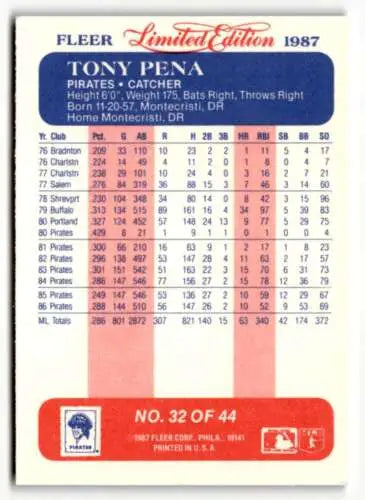 FLEER Limited Edition 1987
TONY PENA
PIRATES • CATCHER
Height 6'0", Weight 175, Bats Right, Throws Right
Born 11-20-57, Montecristi, DR
Home Montecristi, DR
Yr. Club Pct. G AB R H 2B 3B HR RBI SB BB SO
76 Bradnton .209 33 110 10 23 2 2 1 11 5 4 17
76 Charlstn .224 14 49 4 11 2 0 1 8 0 4 7
77 Charlstn .238 29 101 10 24 4 0 3 16 2 7 21
77 Salem .276 84 319 36 88 15 3 7 46 3 14 60
78 Shrevprt .230 104 348 34 80 14 0 8 42 3 15 96
79 Buffalo .313 134 515 89 161 16 4 34 97 5 39 83
80 Portland .327 124 452 57 148 24 13 9 77 5 29 75
80 Pirates .429 8 21 1 9 1 1 0 1 0 0 4
81 Pirates .300 66 210 16 63 9 1 2 17 1 8 23
82 Pirates .296 138 497 53 147 28 4 11 63 2 17 57
83 Pirates .301 151 542 51 163 22 3 15 70 6 31 73
84 Pirates .286 147 546 77 156 27 2 15 78 12 36 79
85 Pirates .249 147 546 53 136 27 2 10 59 12 29 67
86 Pirates .288 144 510 56 147 26 2 10 52 9 53 69
ML Totals .286 801 2872 307 821 140 15 63 340 42 174 372
PIRATES
NO. 32 OF 44
1987 FLEER CORP., PHILA., 19141
PRINTED IN U.S.A.